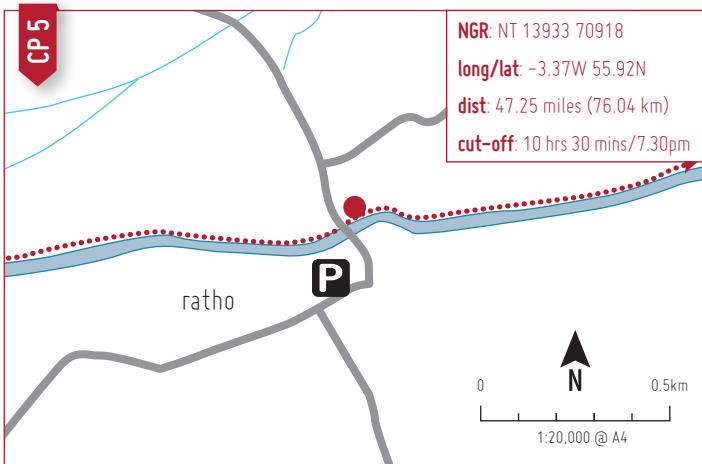 CP 5
NGR: NT 13933 70918
long/lat: -3.37W 55.92N
dist: 47.25 miles (76.04 km)
cut-off: 10 hrs 30 mins/7.30pm
P
ratho
N
0 0.5km
1:20,000 @ A4